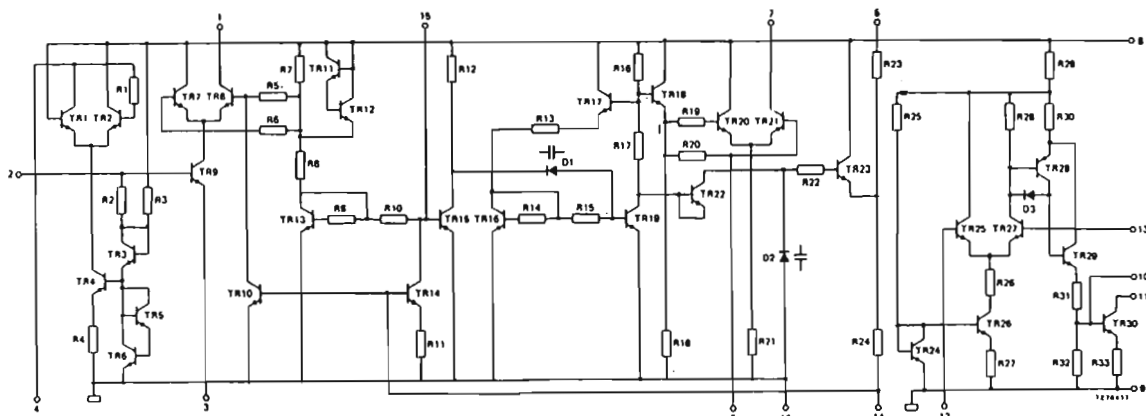 1
15
7
6
8
R1
R7
TR11
R12
R16
R23
R28
TR1
TR2
TR7
TR8
R5
TR12
TR17
TR18
R25
R29
R30
R6
R13
R19
TR20
TR21
R17
R20
TR28
D1
R22
TR23
2
TR9
R8
R2
R3
TR22
D3
TR13
R9
R10
TR15
TR16
R14
R15
TR19
TR25
TR27
13
TR3
D2
TR29
TR4
R26
10
TR5
TR10
TR14
R31
11
TR26
TR30
R4
TR6
R11
R18
R21
R24
TR24
R27
R32
R33
9
4
3